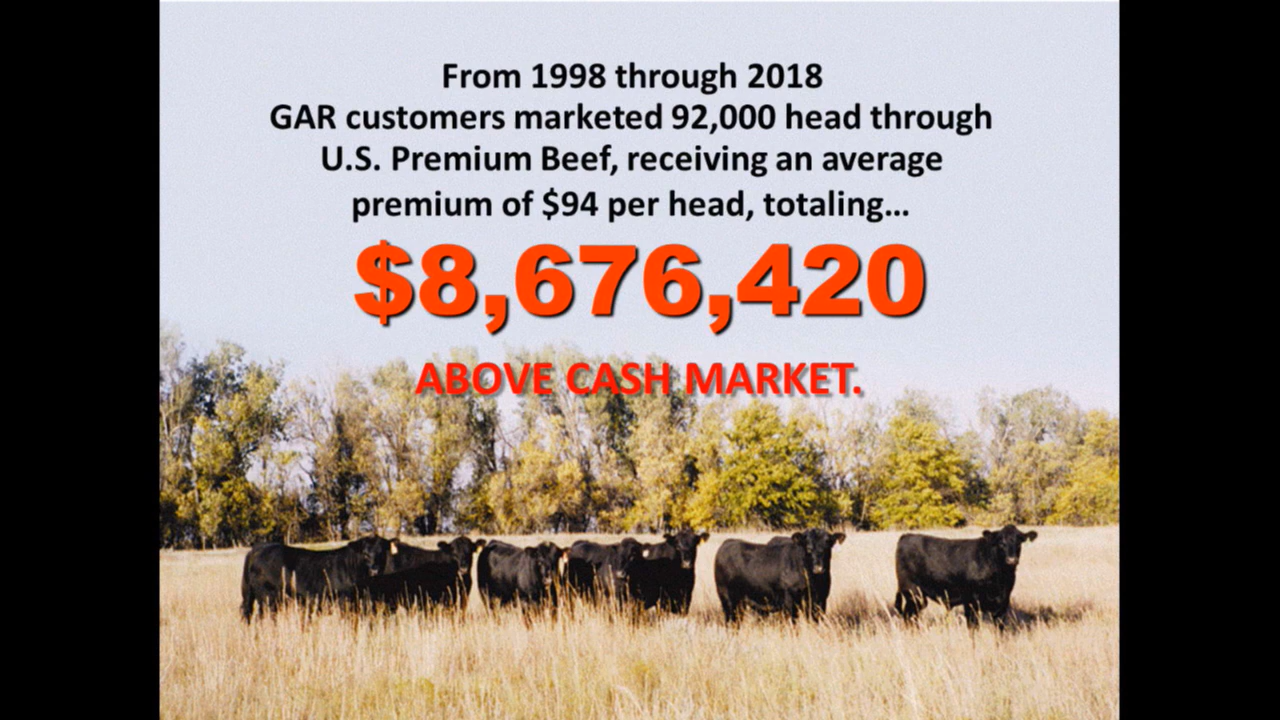 From 1998 through 2018
GAR customers marketed 92,000 head through
U.S. Premium Beef, receiving an average
premium of $94 per head, totaling...
$8,676,420
ABOVE CASH MARKET.